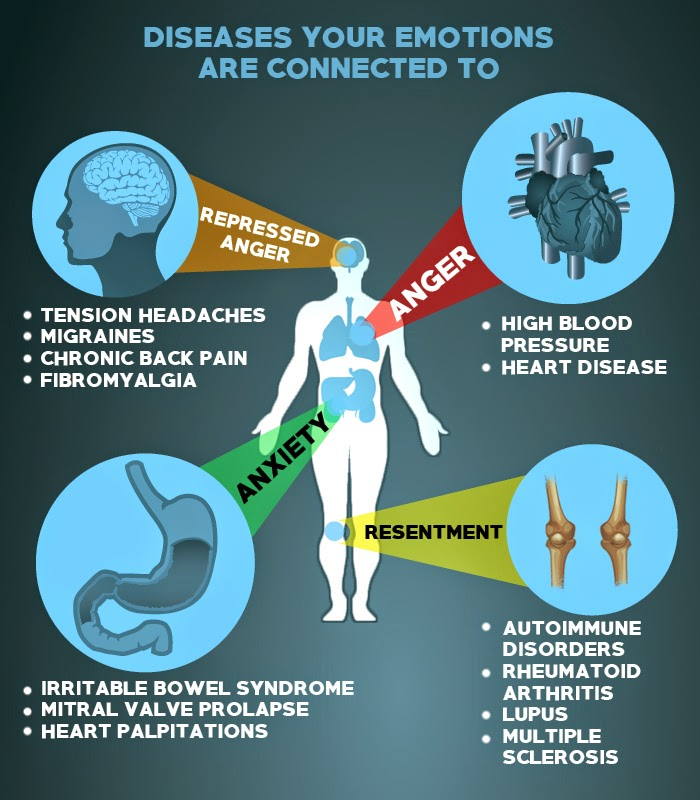 DISEASES YOUR EMOTIONS
ARE CONNECTED TO
REPRESSED
ANGER
• TENSION HEADACHES
• MIGRAINES
• CHRONIC BACK PAIN
• FIBROMYALGIA
ANGER
• HIGH BLOOD
PRESSURE
• HEART DISEASE
ANXIETY
• IRRITABLE BOWEL SYNDROME
• MITRAL VALVE PROLAPSE
• HEART PALPITATIONS
RESENTMENT
• AUTOIMMUNE
DISORDERS
• RHEUMATOID
ARTHRITIS
• LUPUS
• MULTIPLE
SCLEROSIS